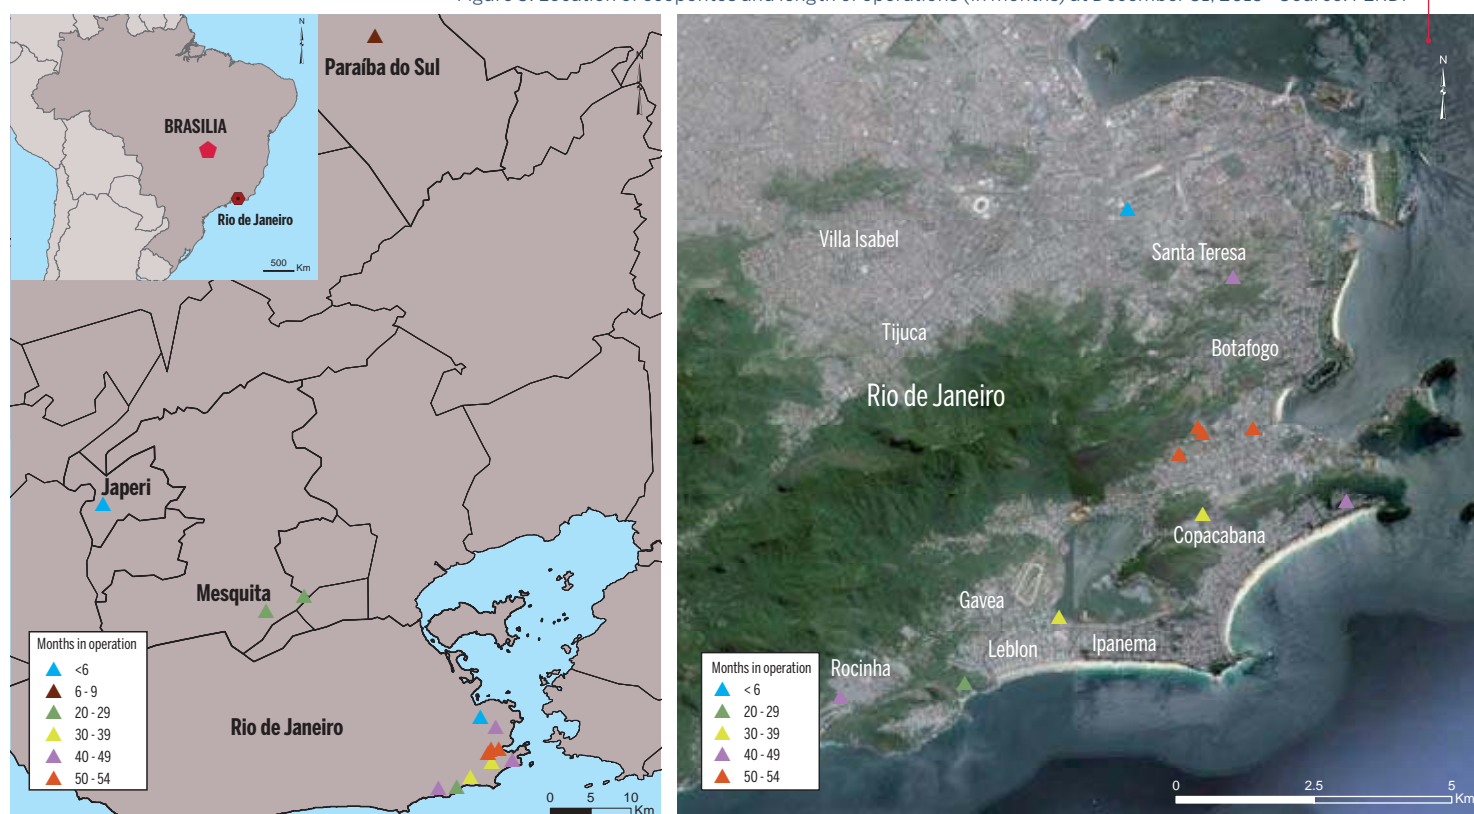 BRASILIA
Rio de Janeiro
500 Km
N
Paraíba do Sul
N
Japeri
Mesquita
Rio de Janeiro
Months in operation
<6
6 - 9
20 - 29
30 - 39
40 - 49
50 - 54
0 5 10
Km
N
Villa Isabel
Santa Teresa
Tijuca
Botafogo
Rio de Janeiro
Copacabana
Gavea
Leblon
Ipanema
Rocinha
Months in operation
< 6
20 - 29
30 - 39
40 - 49
50 - 54
0 2.5 5
Km